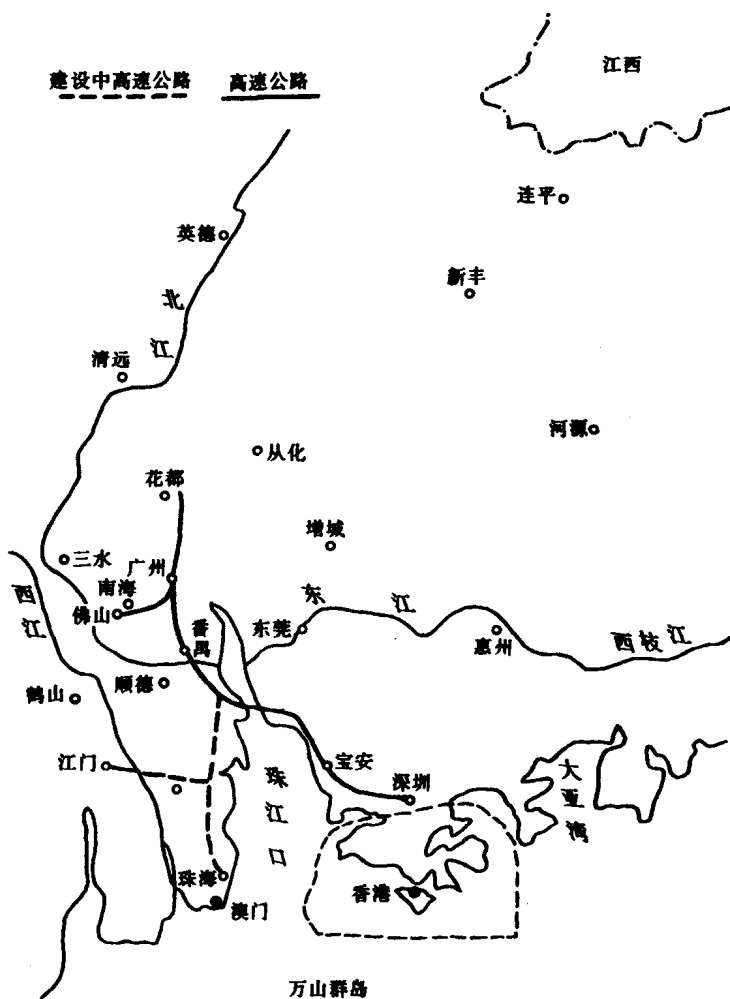 建设中高速公路 高速公路
江西
连平
英德
新丰
北江
清远
河源
从化
花都
增城
三水
广州
南海
西江
佛山
东莞
东江
番禺
惠州
西枝江
顺德
鹤山
江门
珠江口
宝安
深圳
大亚湾
珠海
香港
澳门
万山群岛